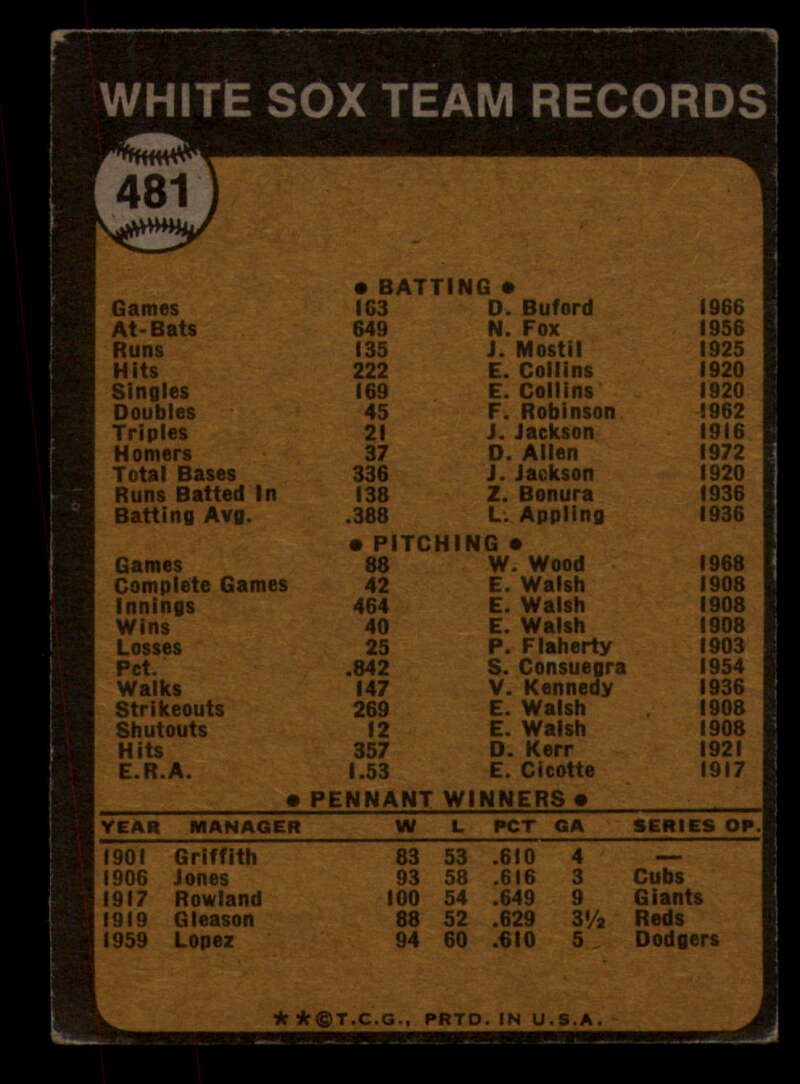 WHITE SOX TEAM RECORDS
481
● BATTING ●
Games 163 D. Buford 1966
At-Bats 649 N. Fox 1956
Runs 135 J. Mostil 1925
Hits 222 E. Collins 1920
Singles 169 E. Collins 1920
Doubles 45 F. Robinson 1962
Triples 21 J. Jackson 1916
Homers 37 D. Allen 1972
Total Bases 336 J. Jackson 1920
Runs Batted In 138 Z. Bonura 1936
Batting Avg. .388 L. Appling 1936
● PITCHING ●
Games 88 W. Wood 1968
Complete Games 42 E. Walsh 1908
Innings 464 E. Walsh 1908
Wins 40 E. Walsh 1908
Losses 25 P. Flaherty 1903
Pct. .842 S. Consuegra 1954
Walks 147 V. Kennedy 1936
Strikeouts 269 E. Walsh 1908
Shutouts 12 E. Walsh 1908
Hits 357 D. Kerr 1921
E.R.A. 1.53 E. Cicotte 1917
● PENNANT WINNERS ●
YEAR MANAGER W L PCT GA SERIES OP.
1901 Griffith 83 53 .610 4 —
1906 Jones 93 58 .616 3 Cubs
1917 Rowland 100 54 .649 9 Giants
1919 Gleason 88 52 .629 3½ Reds
1959 Lopez 94 60 .610 5 Dodgers
★★©T.C.G., PRTD. IN U.S.A.